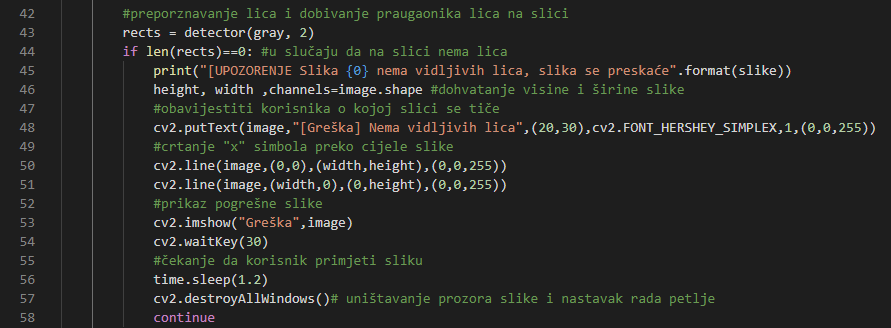 42 #preporznavanje lica i dobivanje praugaonika lica na slici
43 rects = detector(gray, 2)
44 if len(rects)==0: #u slučaju da na slici nema lica
45 print("[UPOZORENJE Slika {0} nema vidljivih lica, slika se preskaće".format(slike))
46 height, width ,channels=image.shape #dohvatanje visine i širine slike
47 #obavijestiti korisnika o kojoj slici se tiče
48 cv2.putText(image,"[Greška] Nema vidljivih lica",(20,30),cv2.FONT_HERSHEY_SIMPLEX,1,(0,0,255))
49 #crtanje "x" simbola preko cijele slike
50 cv2.line(image,(0,0),(width,height),(0,0,255))
51 cv2.line(image,(width,0),(0,height),(0,0,255))
52 #prikaz pogrešne slike
53 cv2.imshow("Greška",image)
54 cv2.waitKey(30)
55 #čekanje da korisnik primjeti sliku
56 time.sleep(1.2)
57 cv2.destroyAllWindows()# uništavanje prozora slike i nastavak rada petlje
58 continue